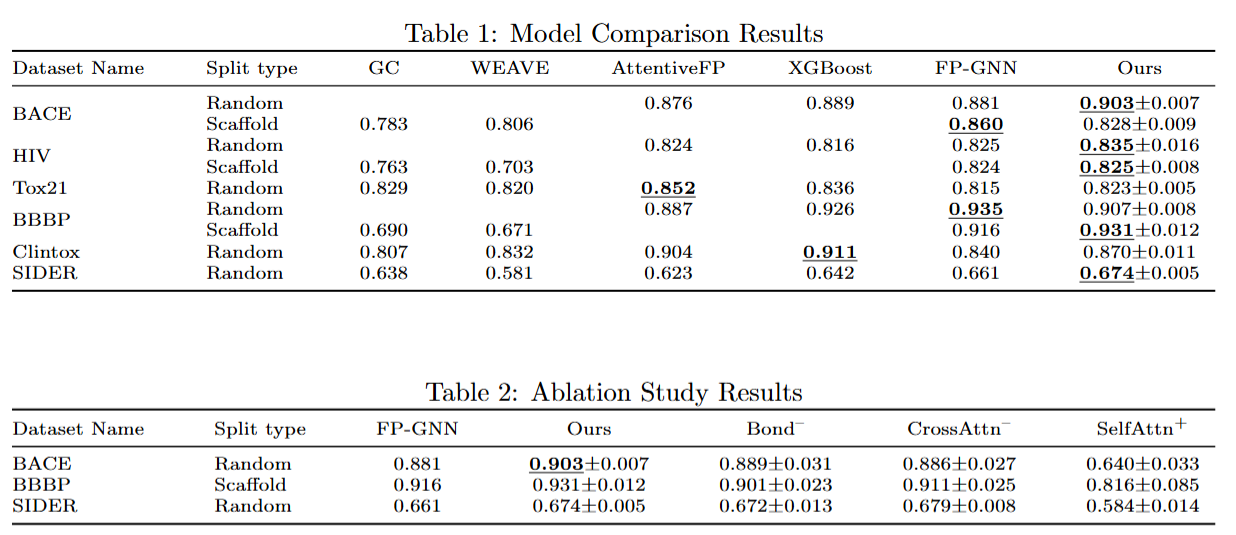 Table 1: Model Comparison Results
Dataset Name Split type GC WEAVE AttentiveFP XGBoost FP-GNN Ours
BACE Random 0.876 0.889 0.881 0.903±0.007
Scaffold 0.783 0.806 0.860 0.828±0.009
HIV Random 0.824 0.816 0.825 0.835±0.016
Scaffold 0.763 0.703 0.824 0.825±0.008
Tox21 Random 0.829 0.820 0.852 0.836 0.815 0.823±0.005
BBBP Random 0.887 0.926 0.935 0.907±0.008
Scaffold 0.690 0.671 0.916 0.931±0.012
Clintox Random 0.807 0.832 0.904 0.911 0.840 0.870±0.011
SIDER Random 0.638 0.581 0.623 0.642 0.661 0.674±0.005
Table 2: Ablation Study Results
Dataset Name Split type FP-GNN Ours Bond⁻ CrossAttn⁻ SelfAttn⁺
BACE Random 0.881 0.903±0.007 0.889±0.031 0.886±0.027 0.640±0.033
BBBP Scaffold 0.916 0.931±0.012 0.901±0.023 0.911±0.025 0.816±0.085
SIDER Random 0.661 0.674±0.005 0.672±0.013 0.679±0.008 0.584±0.014